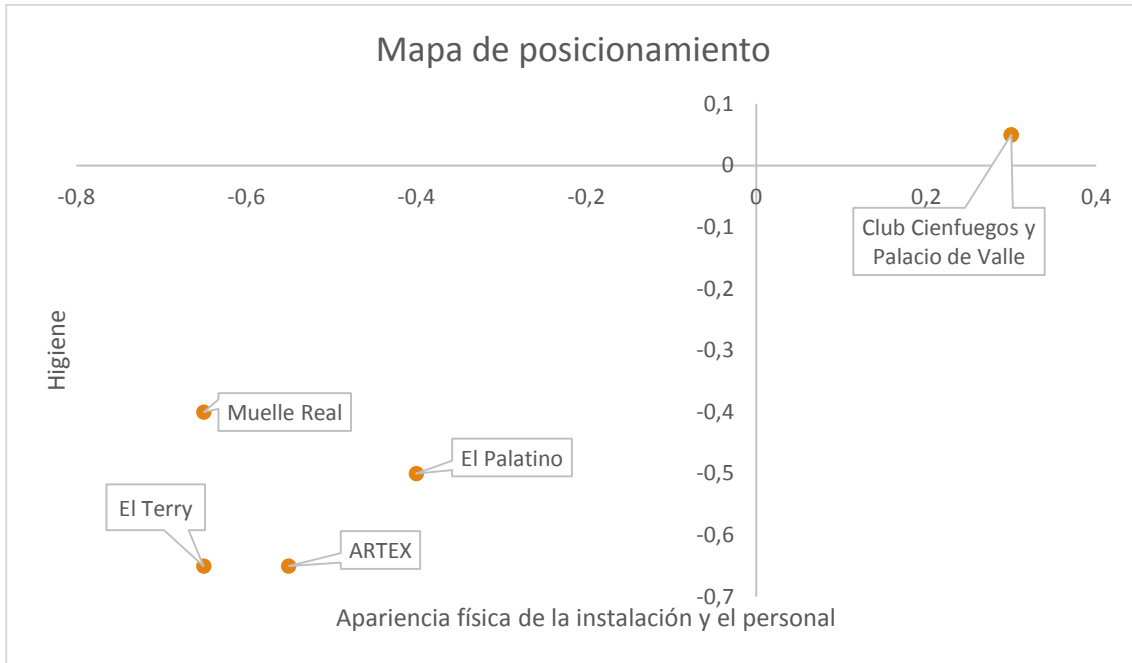 Mapa de posicionamiento
0,1
0
-0,8 -0,6 -0,4 -0,2 0 0,2 0,4
-0,1
Club Cienfuegos y
Palacio de Valle
-0,2
-0,3
Higiene
-0,4
Muelle Real
El Palatino
-0,5
El Terry
-0,6
ARTEX
-0,7
Apariencia física de la instalación y el personal